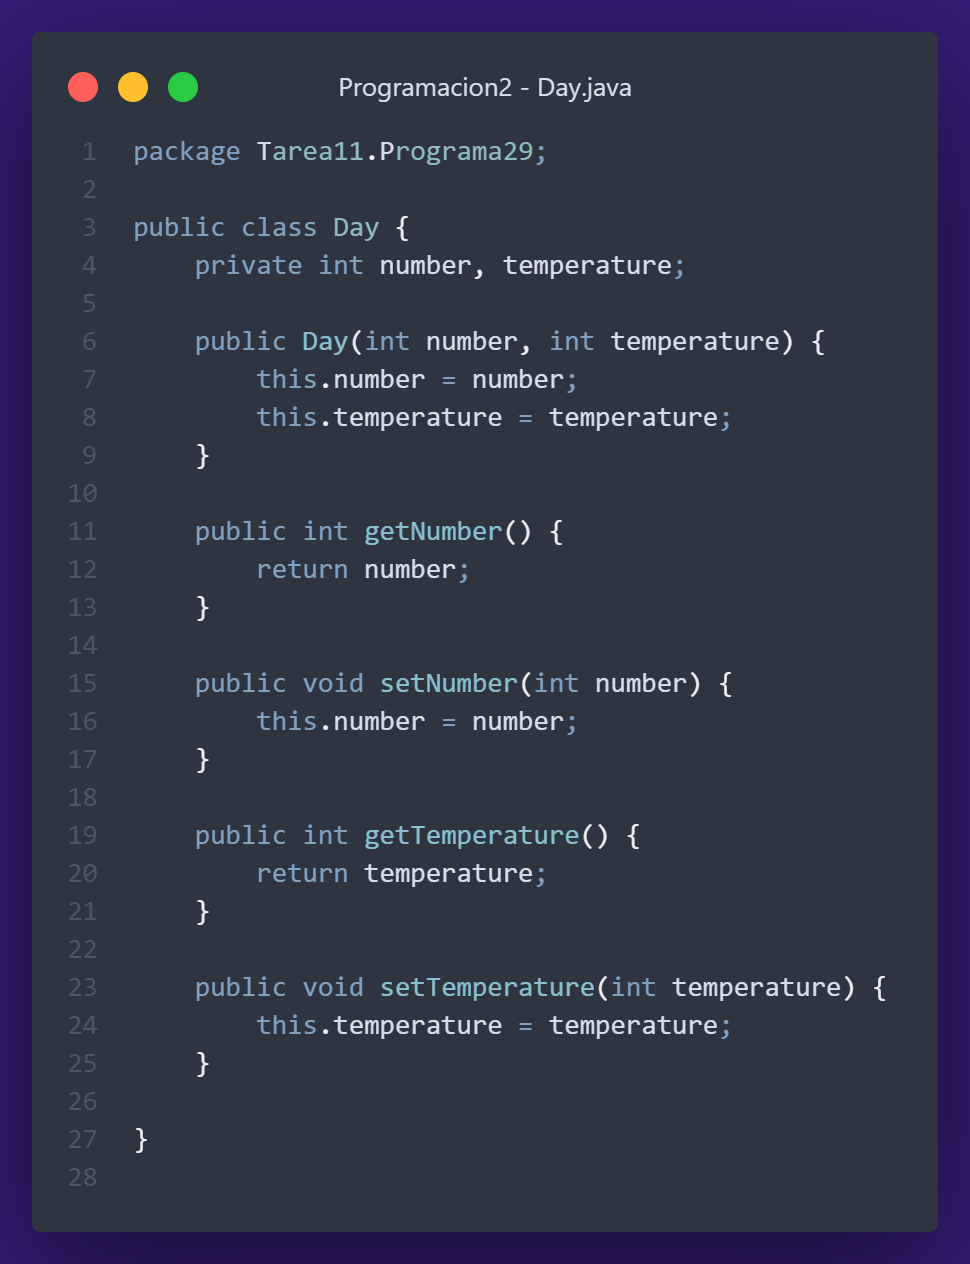 Programacion2 - Day.java
1 package Tarea11.Programa29;
2
3 public class Day {
4     private int number, temperature;
5
6     public Day(int number, int temperature) {
7         this.number = number;
8         this.temperature = temperature;
9     }
10
11     public int getNumber() {
12         return number;
13     }
14
15     public void setNumber(int number) {
16         this.number = number;
17     }
18
19     public int getTemperature() {
20         return temperature;
21     }
22
23     public void setTemperature(int temperature) {
24         this.temperature = temperature;
25     }
26
27 }
28